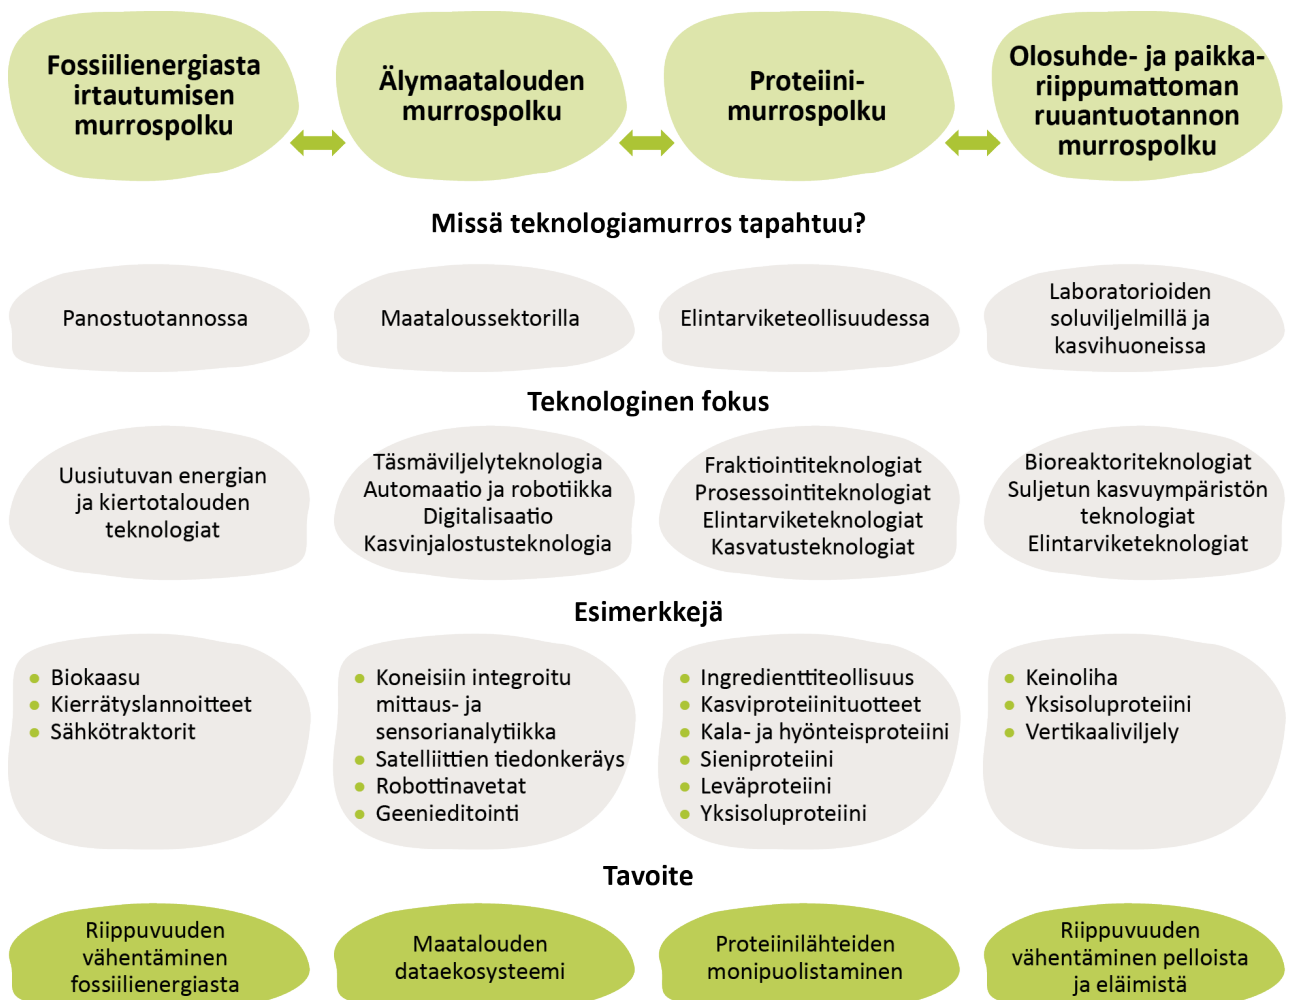 Fossiilienergiasta
irtautumisen
murrospolku
Älymaatalouden
murrospolku
Proteiini-
murrospolku
Olosuhde- ja paikka-
riippumattoman
ruuantuotannon
murrospolku
Missä teknologiamurros tapahtuu?
Panostuotannossa
Maataloussektorilla
Elintarviketeollisuudessa
Laboratorioiden
soluviljelmillä ja
kasvihuoneissa
Teknologinen fokus
Uusiutuvan energian
ja kiertotalouden
teknologiat
Täsmäviljelyteknologia
Automaatio ja robotiikka
Digitalisaatio
Kasvinjalostusteknologia
Fraktiointiteknologiat
Prosessointiteknologiat
Elintarviketeknologiat
Kasvatusteknologiat
Bioreaktoriteknologiat
Suljetun kasvuympäristön
teknologiat
Elintarviketeknologiat
Esimerkkejä
• Biokaasu
• Kierrätyslannoitteet
• Sähkötraktorit
• Koneisiin integroitu
mittaus- ja
sensorianalytiikka
• Satelliittien tiedonkeräys
• Robottinavetat
• Geenieditointi
• Ingredienttiteollisuus
• Kasviproteiinituotteet
• Kala- ja hyönteisproteiini
• Sieniproteiini
• Leväproteiini
• Yksisoluproteiini
• Keinoliha
• Yksisoluproteiini
• Vertikaaliviljely
Tavoite
Riippuvuuden
vähentäminen
fossiilienergiasta
Maatalouden
dataekosysteemi
Proteiinilähteiden
monipuolistaminen
Riippuvuuden
vähentäminen pelloista
ja eläimistä